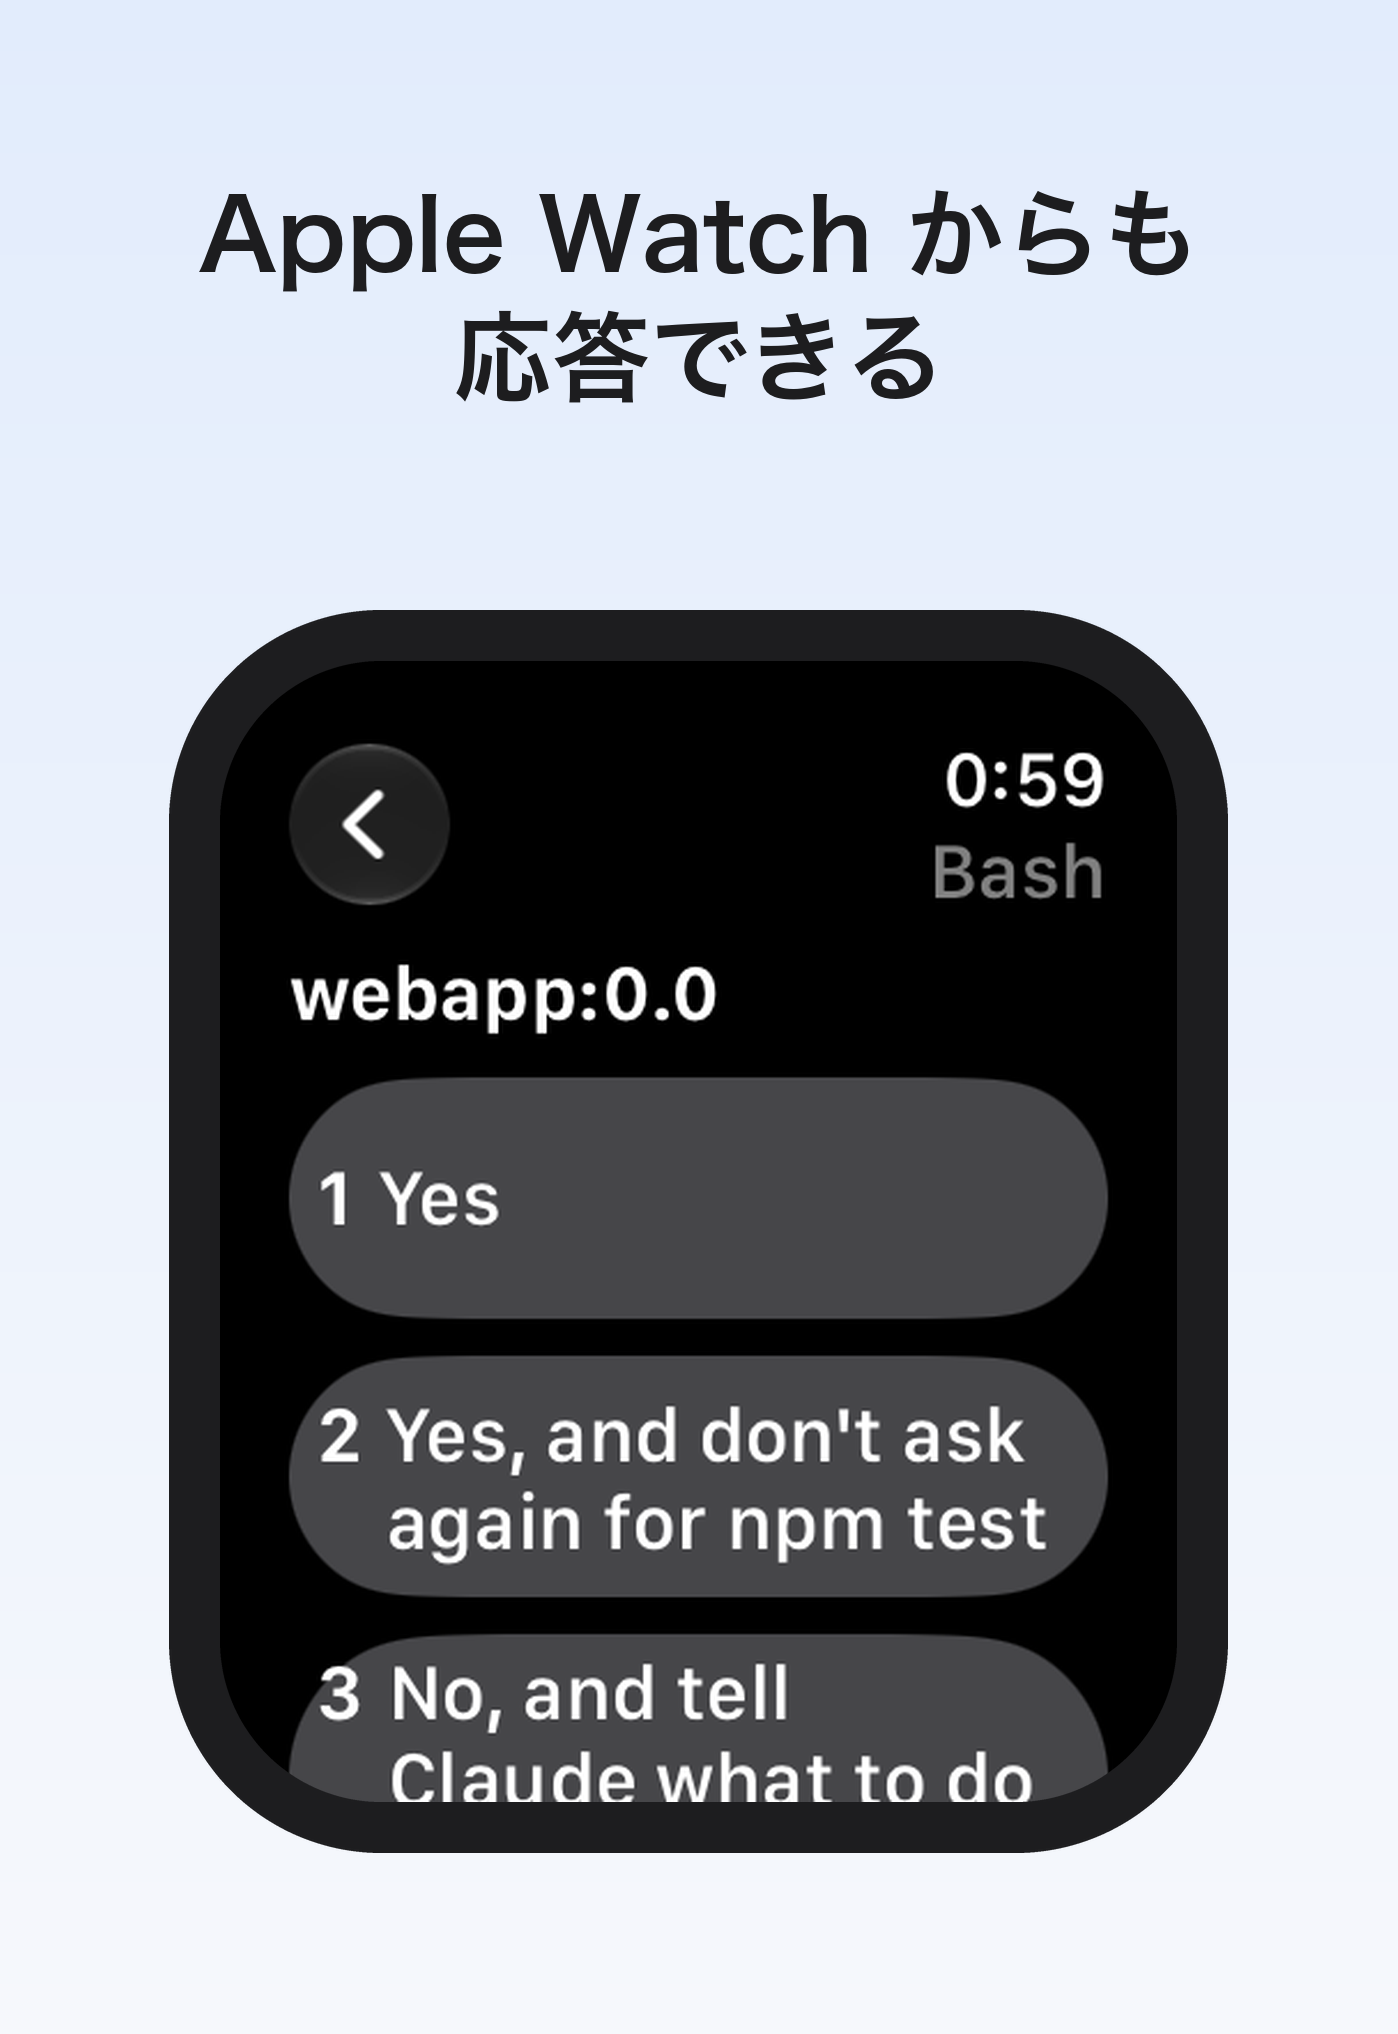 Apple Watch からも
応答できる
0:59
Bash
webapp:0.0
1 Yes
2 Yes, and don't ask
again for npm test
3 No, and tell
Claude what to do